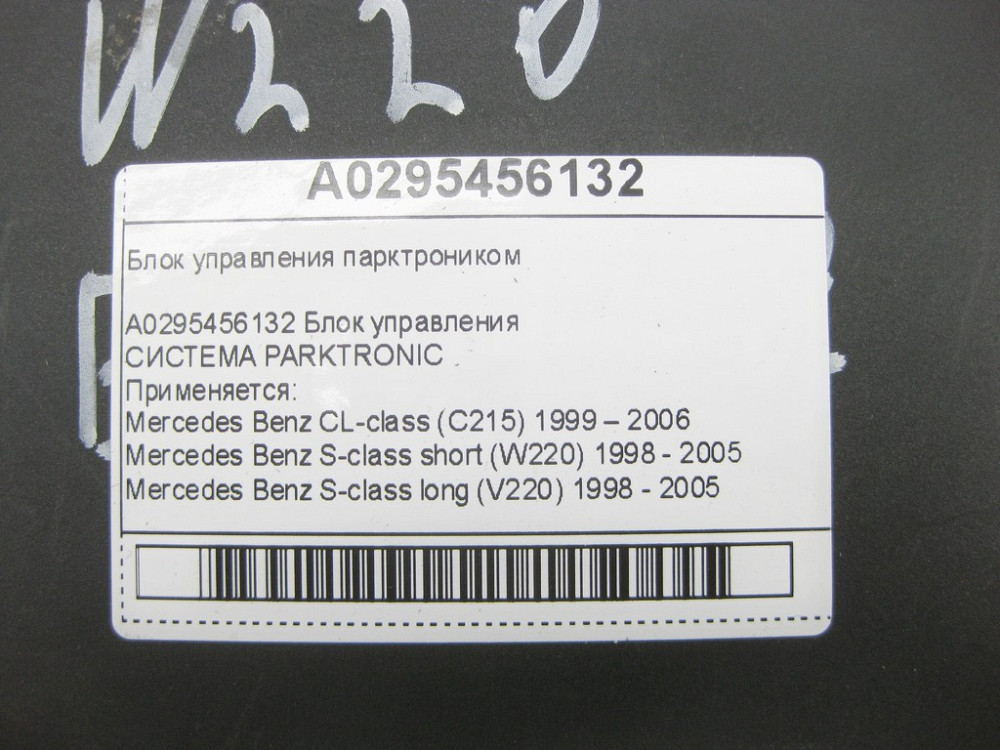 W220
A0295456132
Блок управления парктроником
A0295456132 Блок управления
СИСТЕМА PARKTRONIC
Применяется:
Mercedes Benz CL-class (C215) 1999 – 2006
Mercedes Benz S-class short (W220) 1998 - 2005
Mercedes Benz S-class long (V220) 1998 - 2005